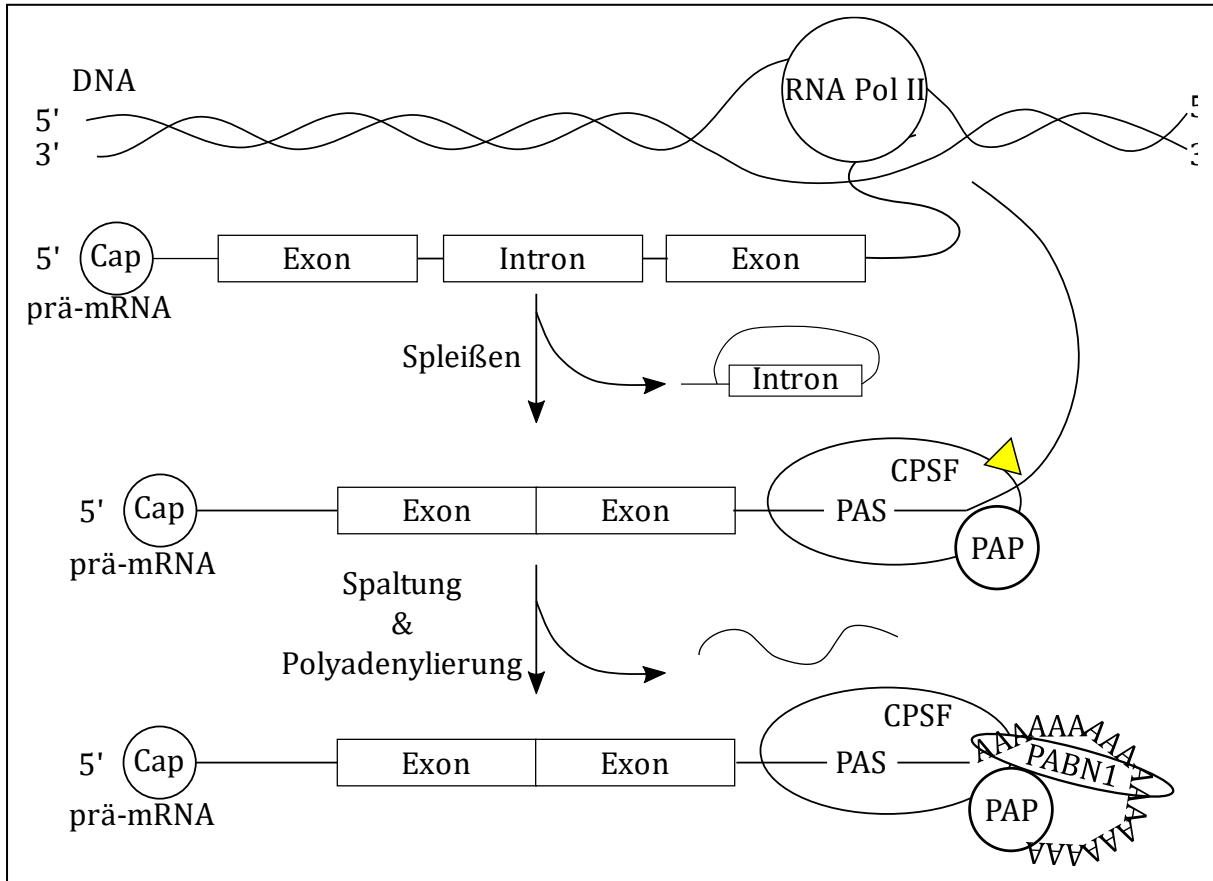 DNA
RNA Pol II
5'
3'
5'
Cap
Exon
Intron
Exon
prä-mRNA
Spleißen
Intron
CPSF
5'
Cap
Exon
Exon
PAS
PAP
prä-mRNA
Spaltung
&
Polyadenylierung
CPSF
5'
Cap
Exon
Exon
PAS
AAAAAAAAAAAAAAAAAA
PABN1
PAP
prä-mRNA